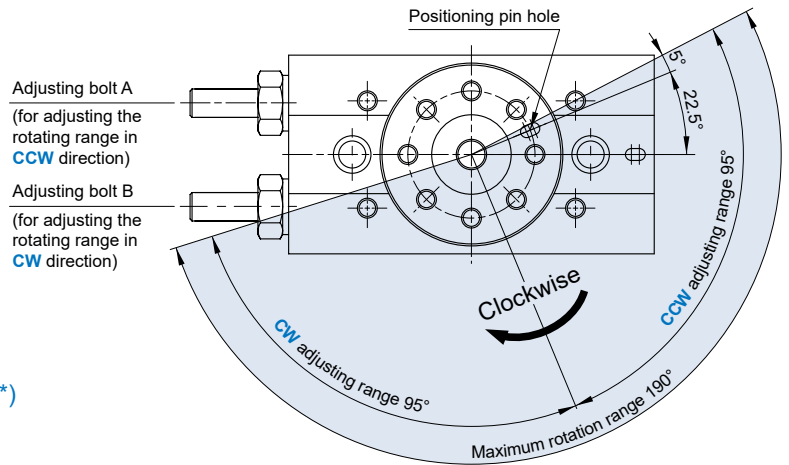 Positioning pin hole
Adjusting bolt A
(for adjusting the
rotating range in
CCW direction)
Adjusting bolt B
(for adjusting the
rotating range in
CW direction)
5°
22.5°
CCW adjusting range 95°
Clockwise
CW adjusting range 95°
Maximum rotation range 190°
*)